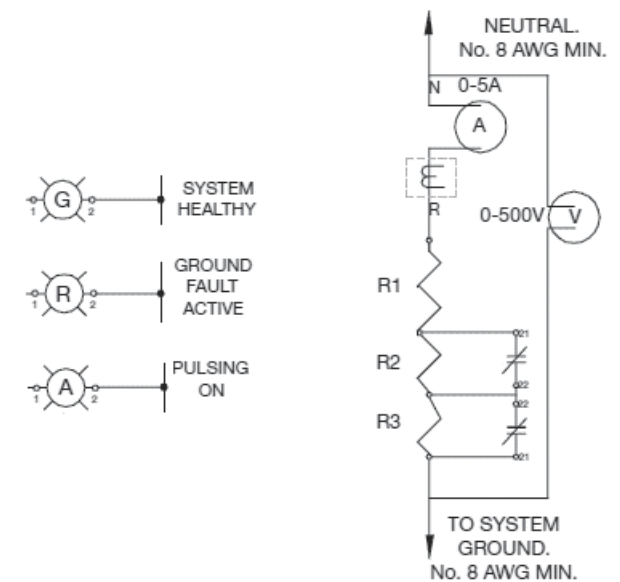 NEUTRAL.
No. 8 AWG MIN.
N 0-5A
A
G
1 2
SYSTEM
HEALTHY
R
0-500V V
R
1 2
GROUND
FAULT
ACTIVE
R1
21
R2
22
22
A
1 2
PULSING
ON
R3
21
TO SYSTEM
GROUND.
No. 8 AWG MIN.